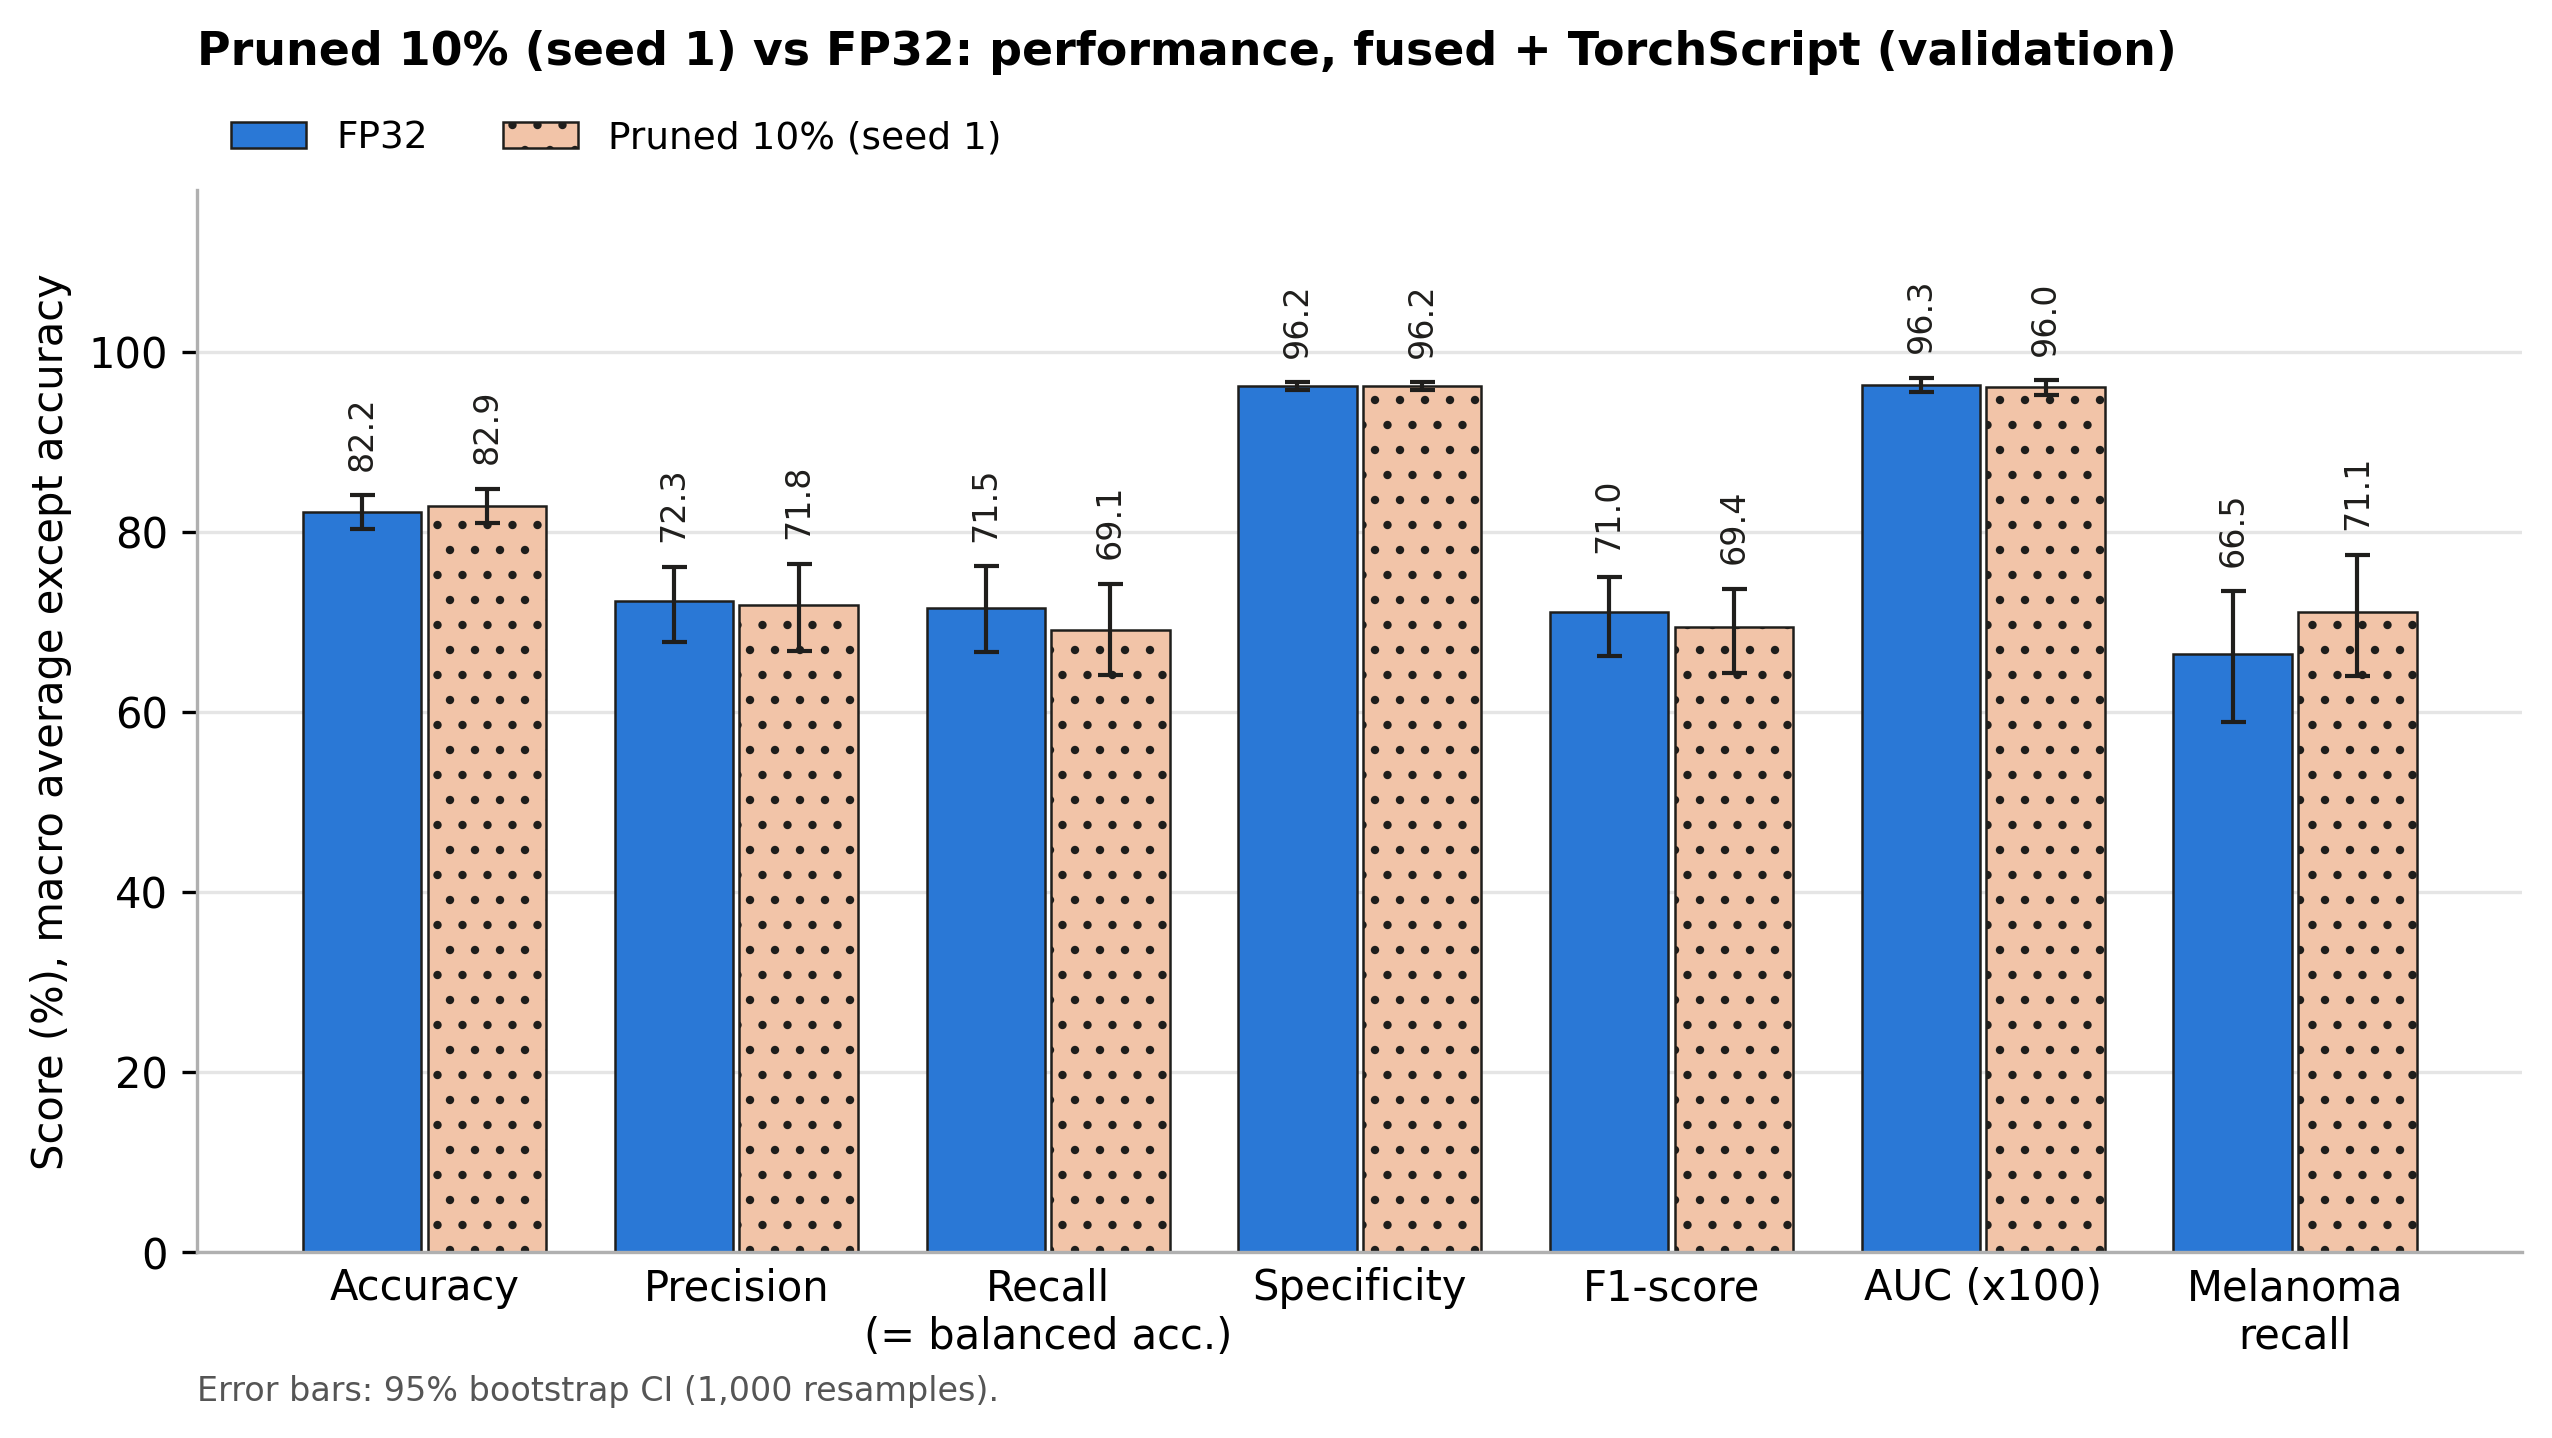 Pruned 10% (seed 1) vs FP32: performance, fused + TorchScript (validation)
FP32
Pruned 10% (seed 1)
Score (%), macro average except accuracy
100
80
60
40
20
0
82.2
82.9
72.3
71.8
71.5
69.1
96.2
96.2
71.0
69.4
96.3
96.0
66.5
71.1
Accuracy
Precision
Recall
(= balanced acc.)
Specificity
F1-score
AUC (x100)
Melanoma
recall
Error bars: 95% bootstrap CI (1,000 resamples).